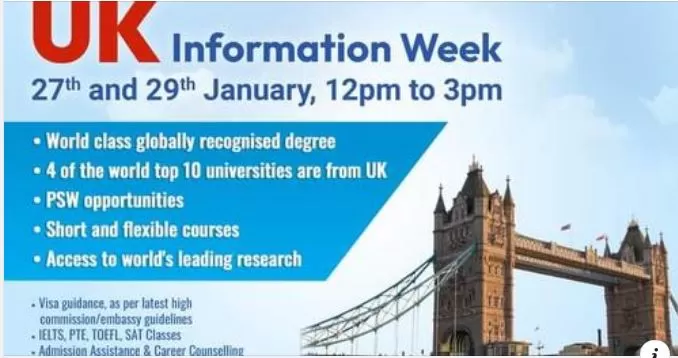 UK Information Week
27th and 29th January, 12pm to 3pm
• World class globally recognised degree
• 4 of the world top 10 universities are from UK
• PSW opportunities
• Short and flexible courses
• Access to world's leading research
• Visa guidance, as per latest high
commission/embassy guidelines
• IELTS, PTE, TOEFL, SAT Classes
• Admission Assistance & Career Counselling